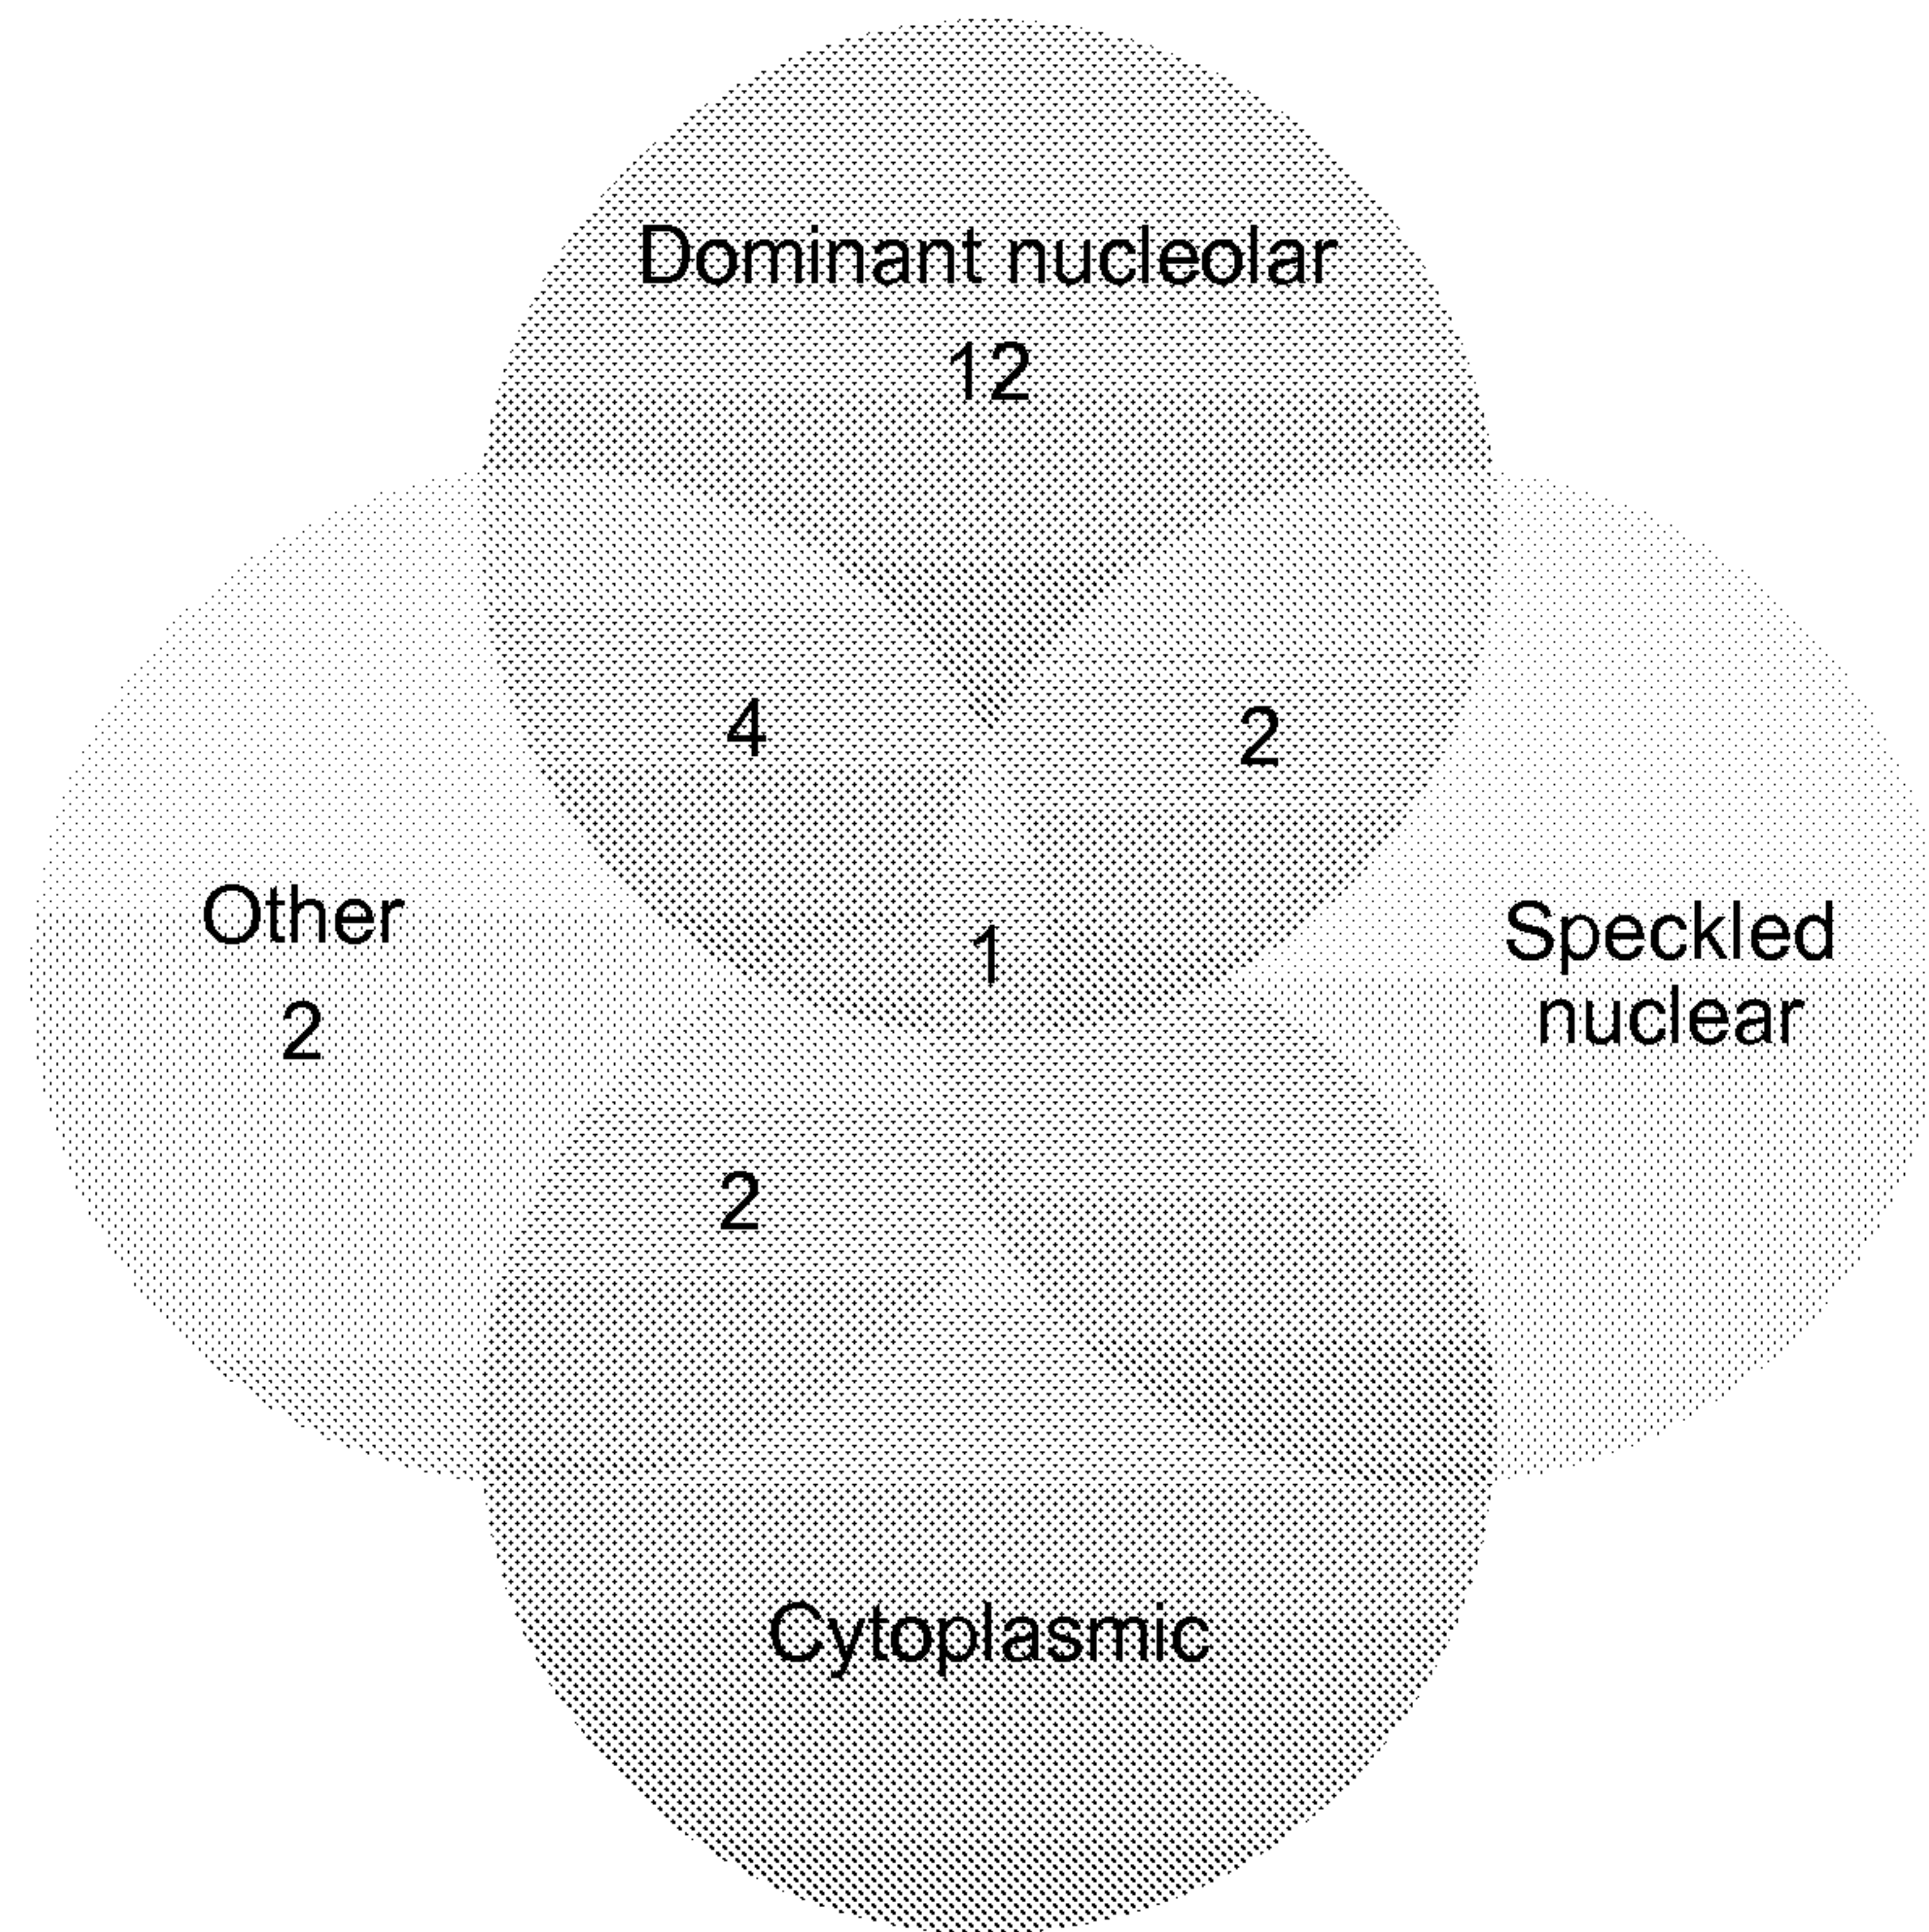 Dominant nucleolar
12
4
2
Other
2
1
Speckled
nuclear
2
Cytoplasmic